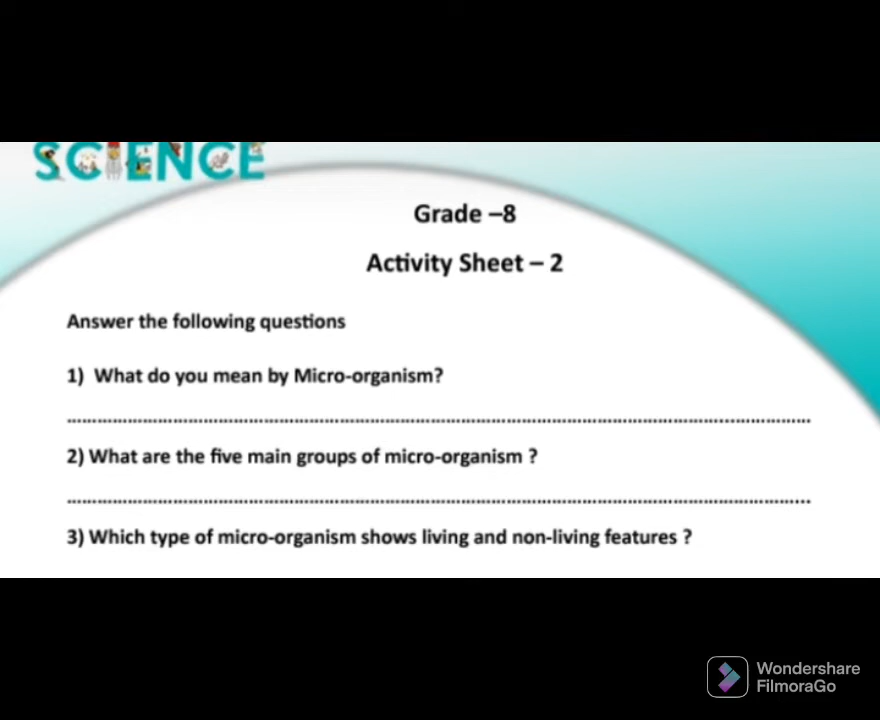 SCIENCE
Grade –8
Activity Sheet – 2
Answer the following questions
1) What do you mean by Micro-organism?
2) What are the five main groups of micro-organism ?
3) Which type of micro-organism shows living and non-living features ?
Wondershare
FilmoraGo